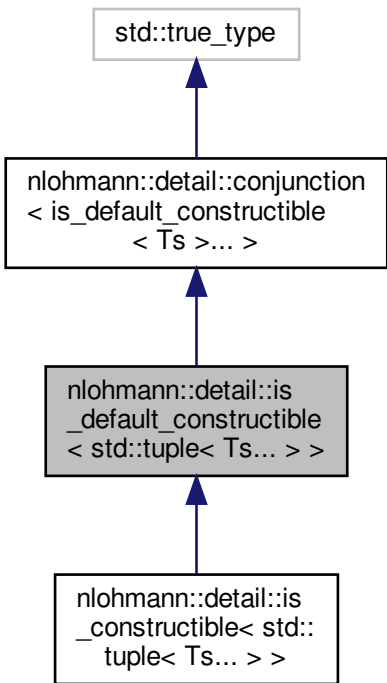 std::true_type
nlohmann::detail::conjunction
< is_default_constructible
< Ts >... >
nlohmann::detail::is
_default_constructible
< std::tuple< Ts... > >
nlohmann::detail::is
_constructible< std::
tuple< Ts... > >